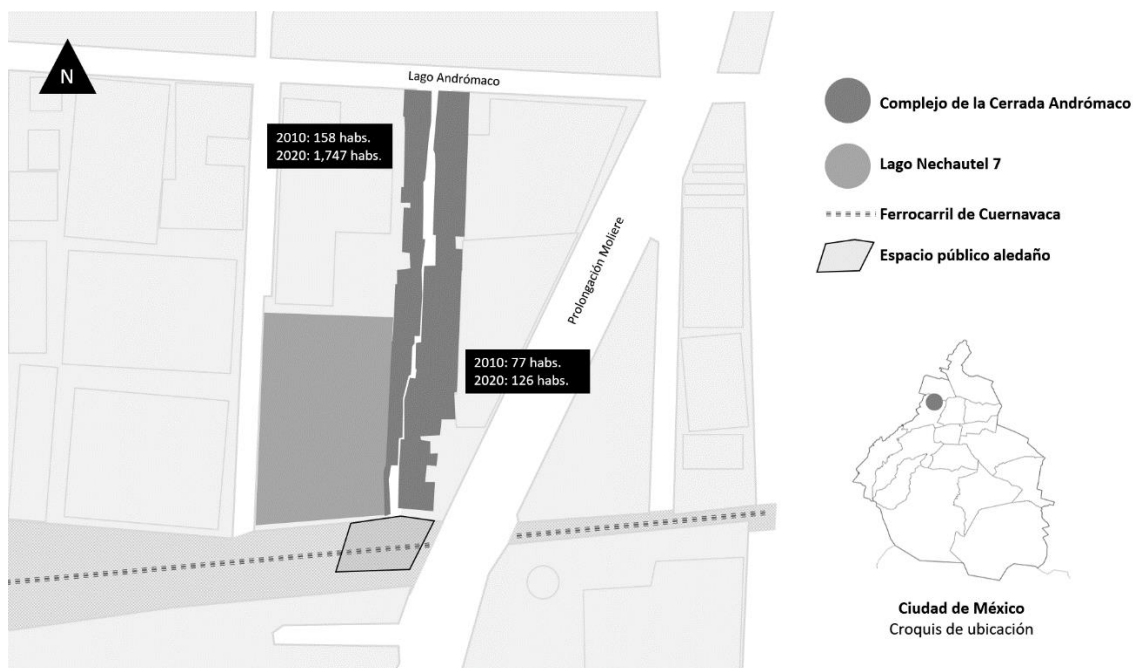 N
Lago Andrómaco
2010: 158 habs.
2020: 1,747 habs.
2010: 77 habs.
2020: 126 habs.
Prolongación Moliere
Complejo de la Cerrada Andrómaco
Lago Nechautel 7
Ferrocarril de Cuernavaca
Espacio público aledaño
Ciudad de México
Croquis de ubicación